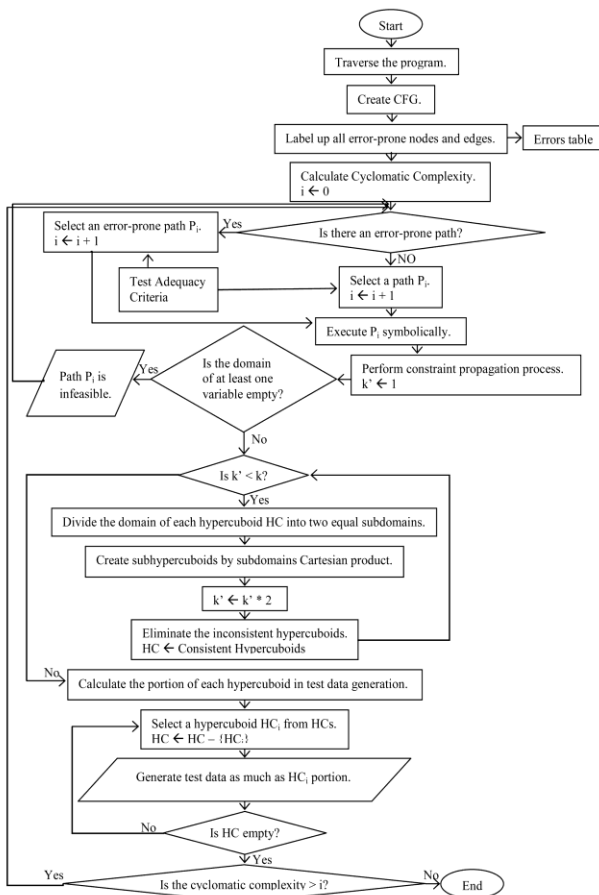 Start
Traverse the program.
Create CFG.
Label up all error-prone nodes and edges.
Errors table
Calculate Cyclomatic Complexity.
i ← 0
Is there an error-prone path?
Yes
Select an error-prone path Pᵢ.
i ← i + 1
NO
Test Adequacy
Criteria
Select a path Pᵢ.
i ← i + 1
Execute Pᵢ symbolically.
Perform constraint propagation process.
k’ ← 1
Is the domain
of at least one
variable empty?
Yes
Path Pᵢ is
infeasible.
No
Is k’ < k?
Yes
Divide the domain of each hypercuboid HC into two equal subdomains.
Create subhypercuboids by subdomains Cartesian product.
k’ ← k’ * 2
Eliminate the inconsistent hypercuboids.
HC ← Consistent Hypercuboids
No
Calculate the portion of each hypercuboid in test data generation.
Select a hypercuboid HCᵢ from HCs.
HC ← HC – {HCᵢ}
Generate test data as much as HCᵢ portion.
No
Is HC empty?
Yes
Yes
Is the cyclomatic complexity > i?
No
End